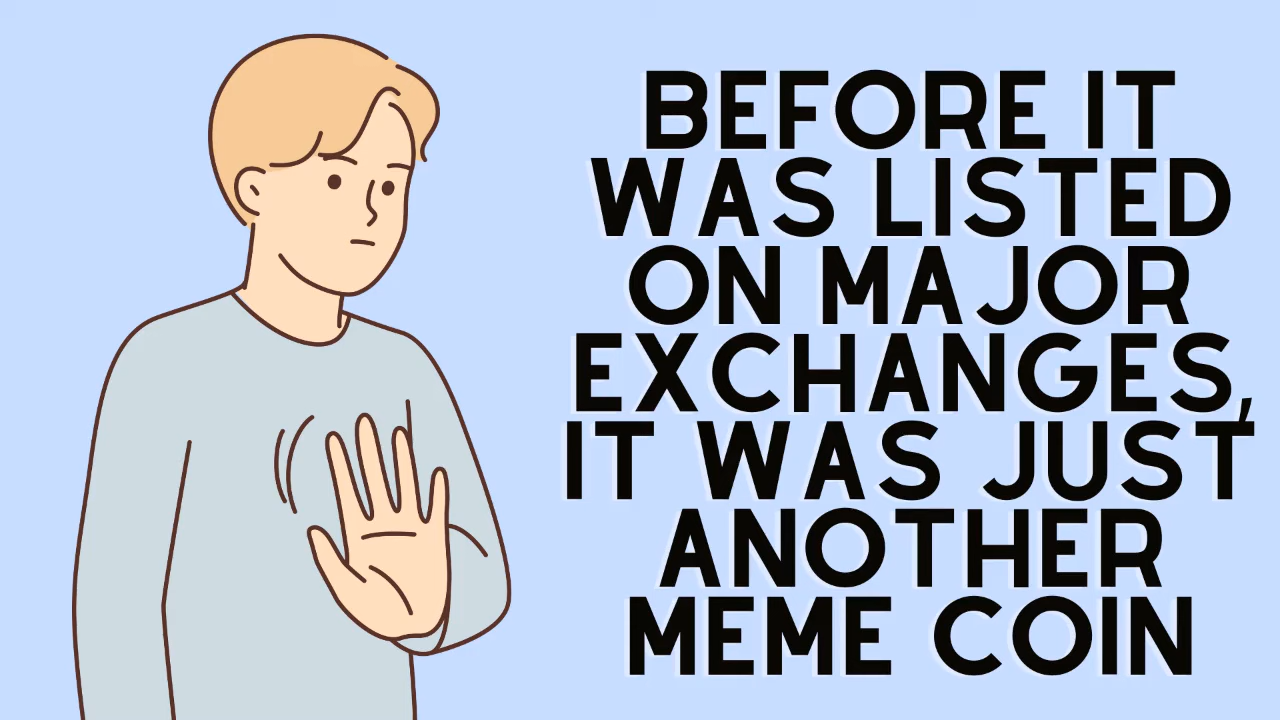 BEFORE IT
WAS LISTED
ON MAJOR
EXCHANGES,
IT WAS JUST
ANOTHER
MEME COIN